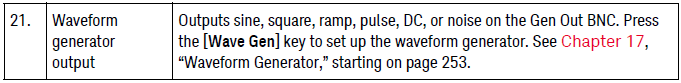 21. Waveform generator output Outputs sine, square, ramp, pulse, DC, or noise on the Gen Out BNC. Press
the [Wave Gen] key to set up the waveform generator. See Chapter 17,
“Waveform Generator,” starting on page 253.